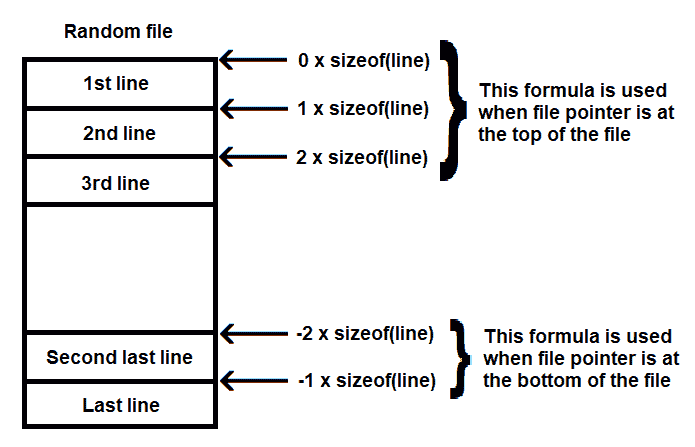 Random file
0 x sizeof(line)
1st line
1 x sizeof(line)
2nd line
2 x sizeof(line)
3rd line
This formula is used
when file pointer is at
the top of the file
-2 x sizeof(line)
Second last line
-1 x sizeof(line)
Last line
This formula is used
when file pointer is at
the bottom of the file